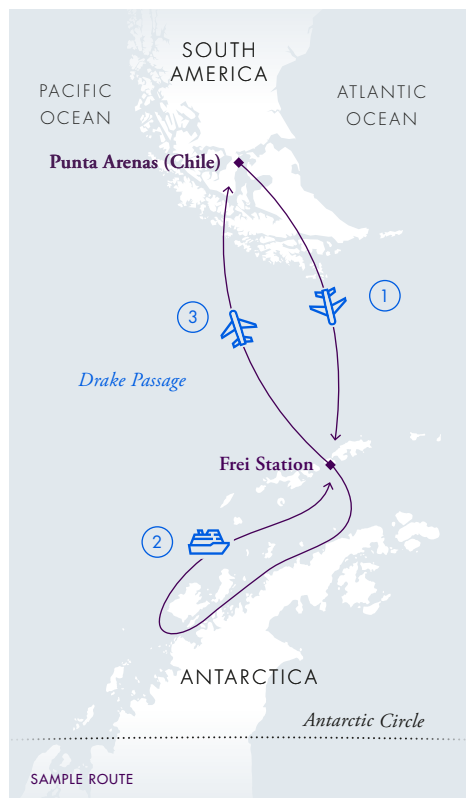 SOUTH
AMERICA
PACIFIC
OCEAN
ATLANTIC
OCEAN
Punta Arenas (Chile)
1
3
Drake Passage
Frei Station
2
ANTARCTICA
Antarctic Circle
SAMPLE ROUTE